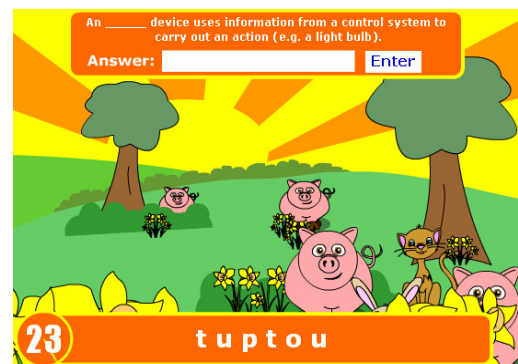 An ______ device uses information from a control system to
carry out an action (e.g. a light bulb).
Answer: Enter
23 tuptou